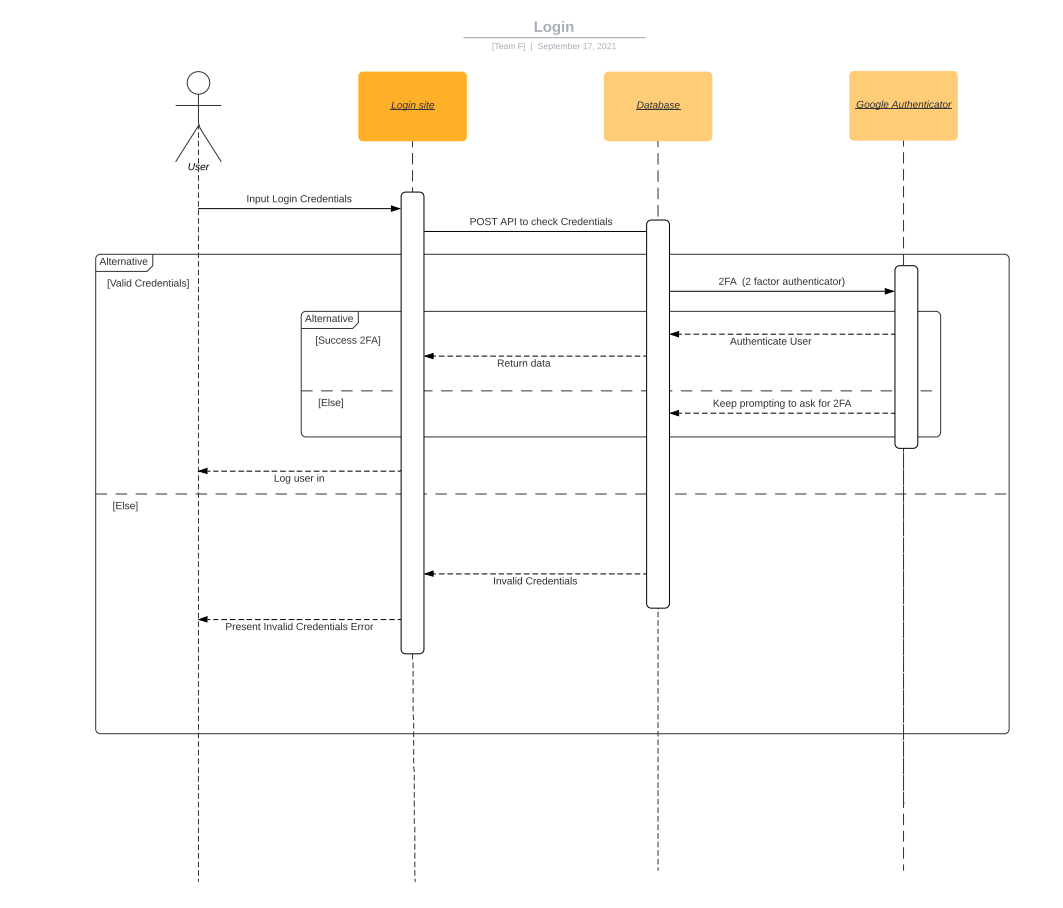 Login
[Team F] | September 17, 2021
Login site
Database
Google Authenticator
User
Input Login Credentials
POST API to check Credentials
Alternative
[Valid Credentials]
2FA (2 factor authenticator)
Alternative
[Success 2FA]
Authenticate User
Return data
[Else]
Keep prompting to ask for 2FA
Log user in
[Else]
Invalid Credentials
Present Invalid Credentials Error